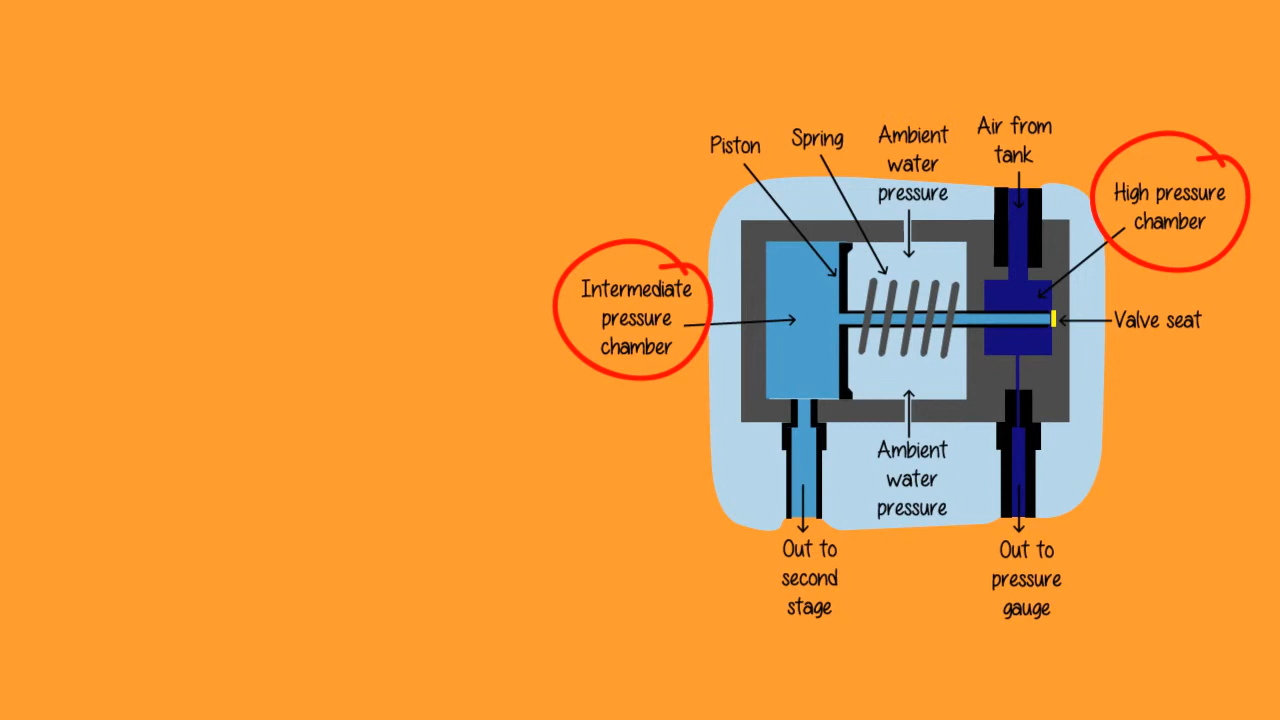 Piston
Spring
Ambient
water
pressure
Air from
tank
High pressure
chamber
Intermediate
pressure
chamber
Valve seat
Ambient
water
pressure
Out to
second
stage
Out to
pressure
gauge